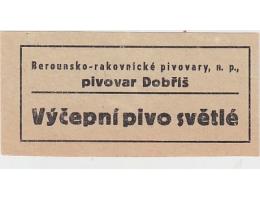 Berounsko-rakovnické pivovary, n. p.,
pivovar Dobříš
Výčepní pivo světlé